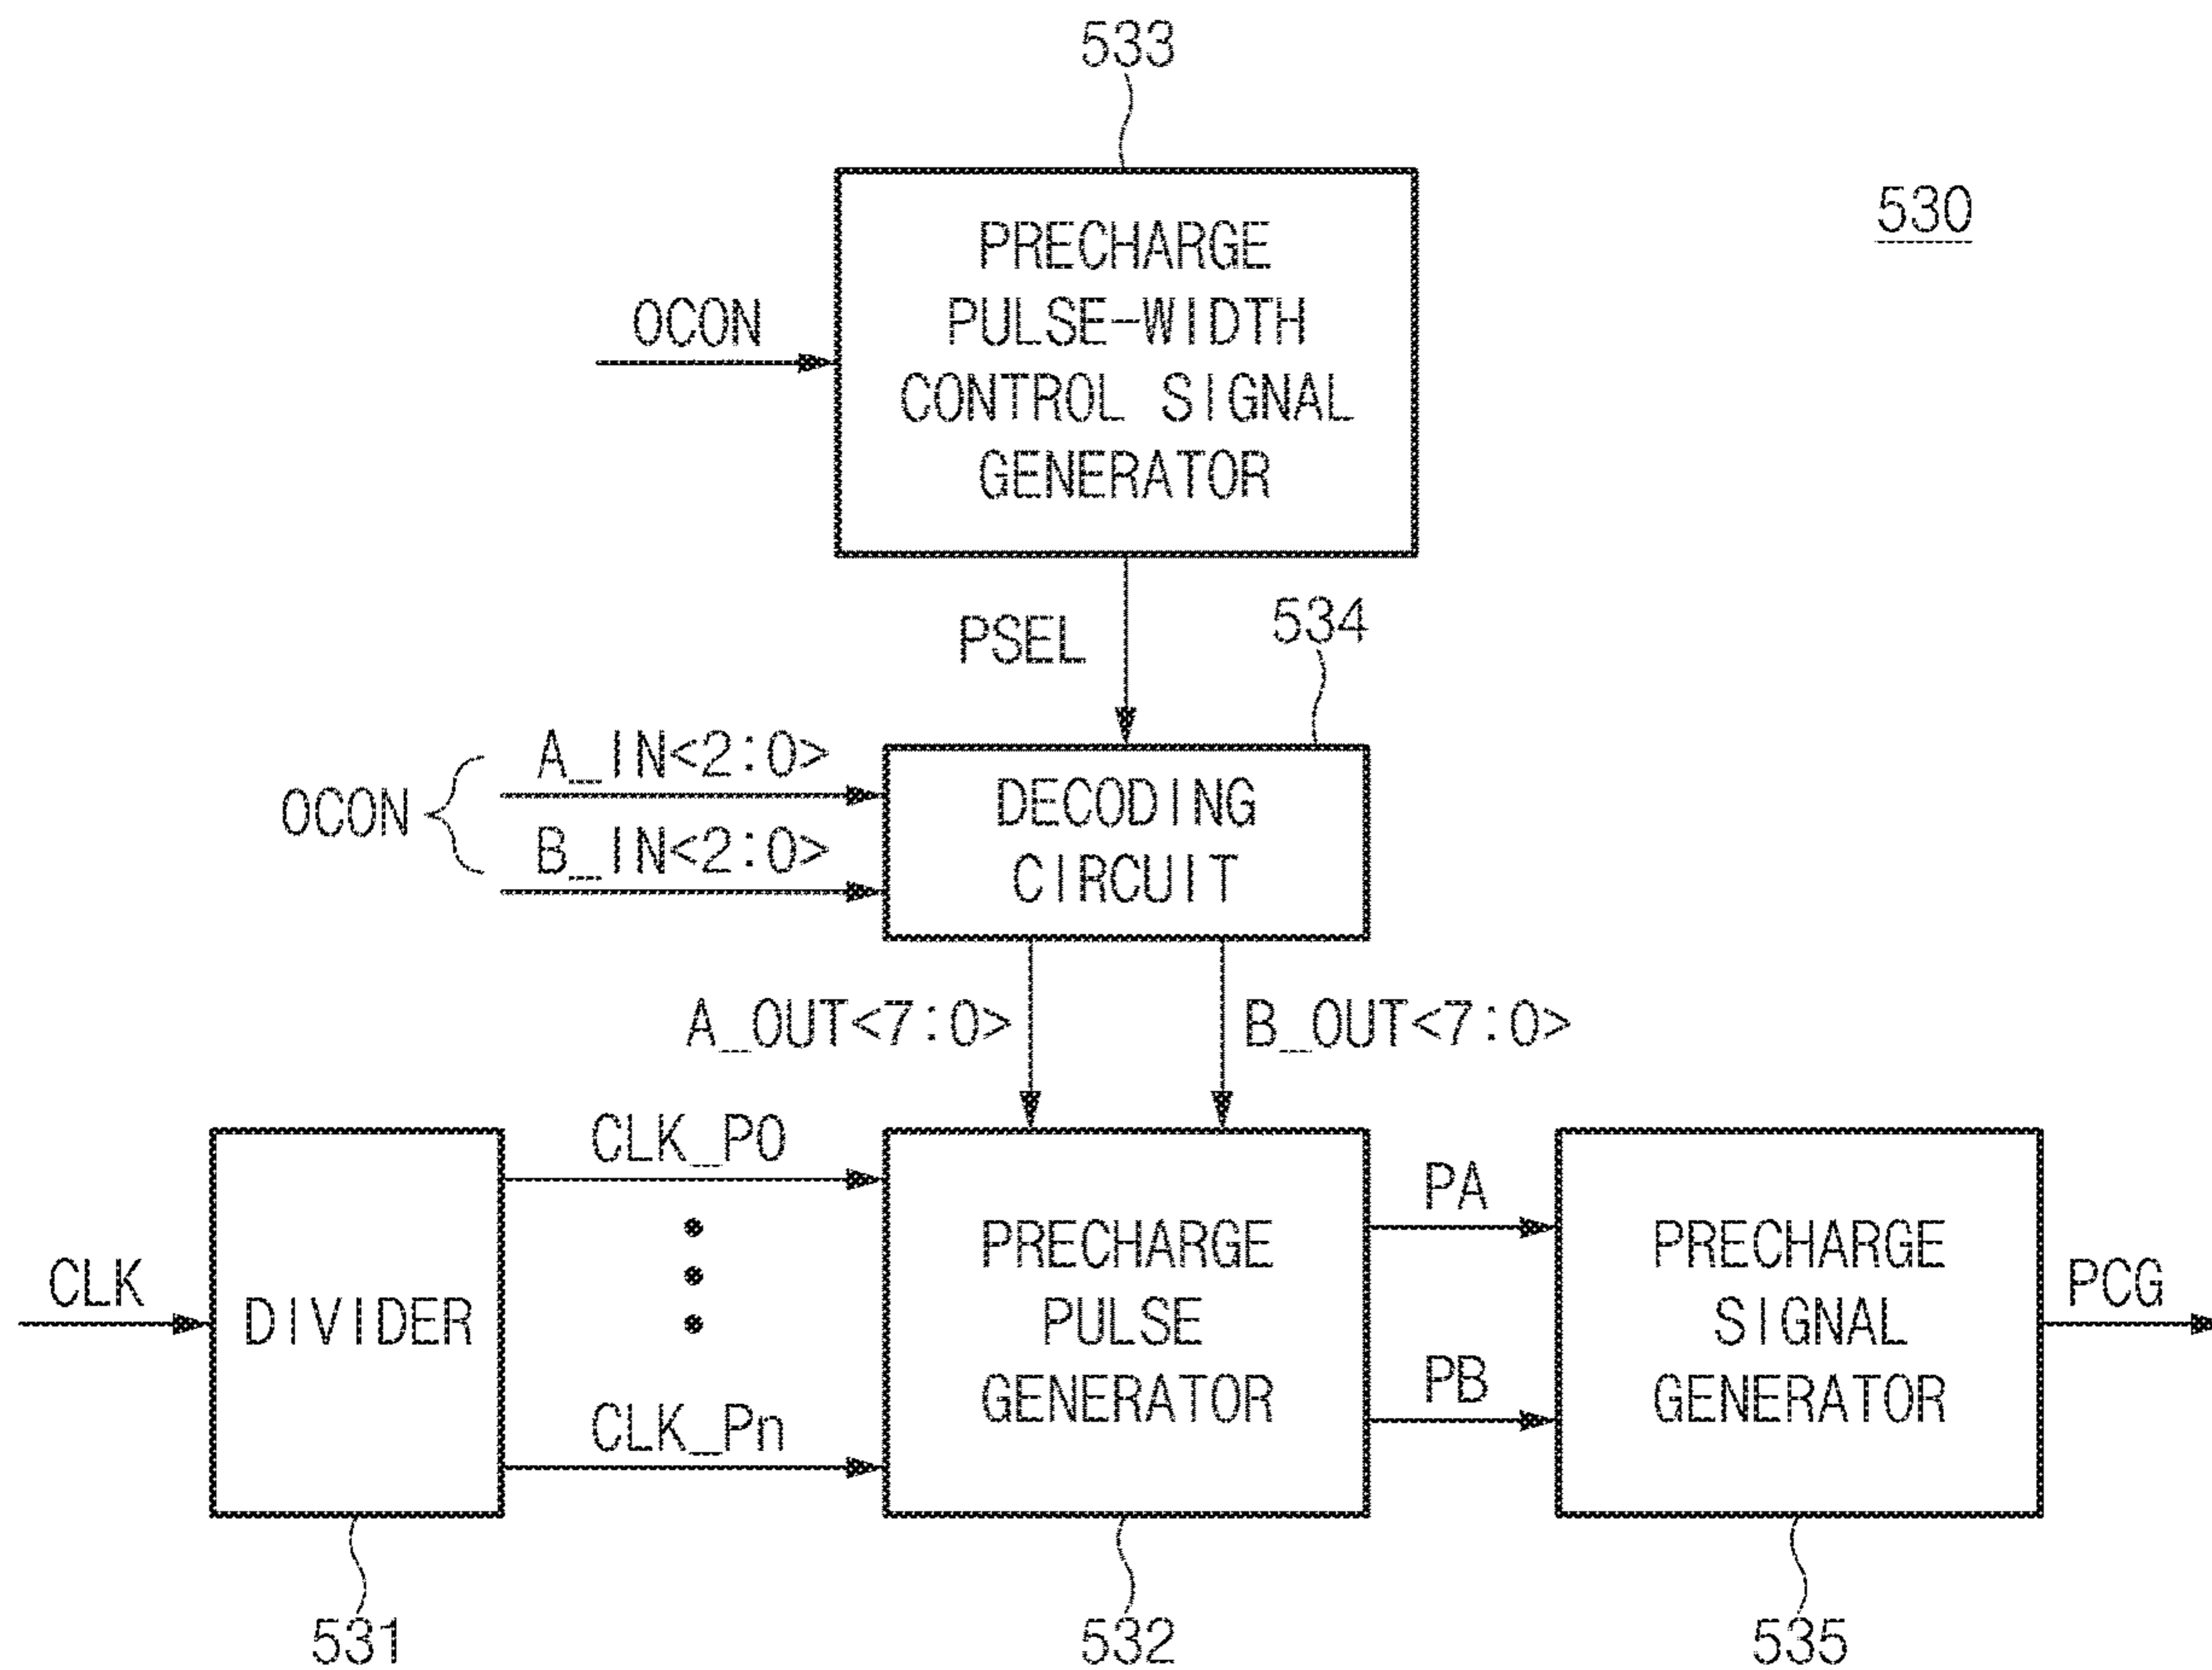 533
530
PRECHARGE
PULSE-WIDTH
CONTROL SIGNAL
GENERATOR
OCON
PSEL
534
OCON
A_IN<2:0>
B_IN<2:0>
DECODING
CIRCUIT
A_OUT<7:0>
B_OUT<7:0>
CLK
DIVIDER
CLK_P0
CLK_Pn
PRECHARGE
PULSE
GENERATOR
PA
PB
PRECHARGE
SIGNAL
GENERATOR
PCG
531
532
535